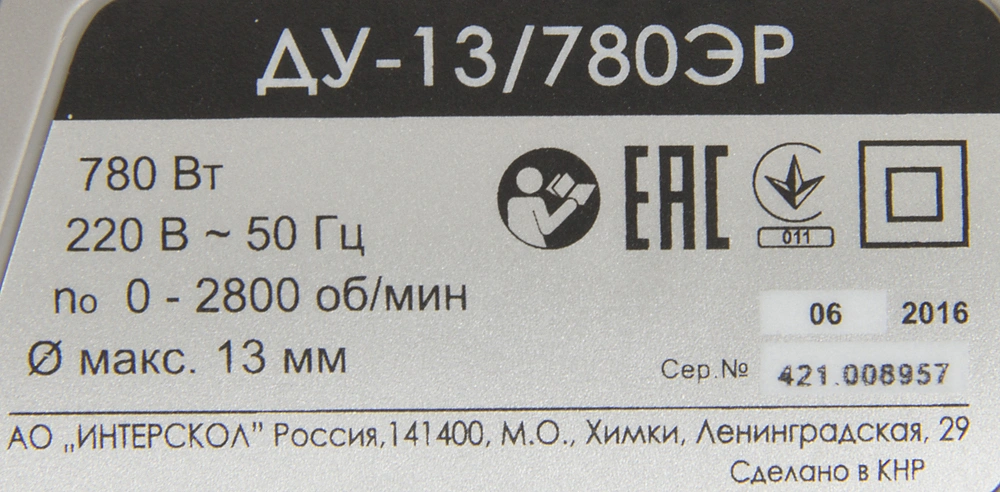 ДУ-13/780ЭР
780 Вт
220 В ~ 50 Гц
n₀ 0 - 2800 об/мин
Ø макс. 13 мм
EAC
011
06 2016
Сер.№ 421.008957
АО „ИНТЕРСКОЛ” Россия,141400, М.О., Химки, Ленинградская, 29
Сделано в КНР